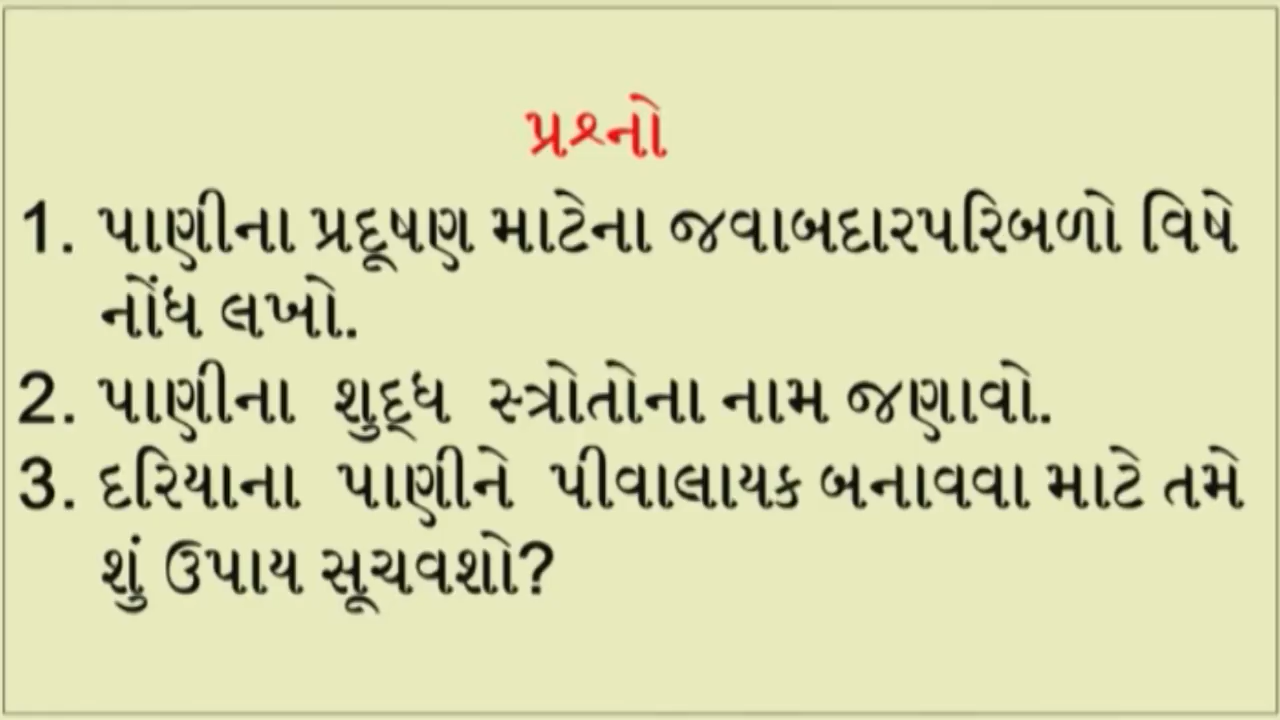 પ્રશ્નો
1. પાણીના પ્રદૂષણ માટેના જવાબદારપરિબળો વિષે
નોંધ લખો.
2. પાણીના શુદ્ધ સ્ત્રોતોના નામ જણાવો.
3. દરિયાના પાણીને પીવાલાયક બનાવવા માટે તમે
શું ઉપાય સૂચવશો?